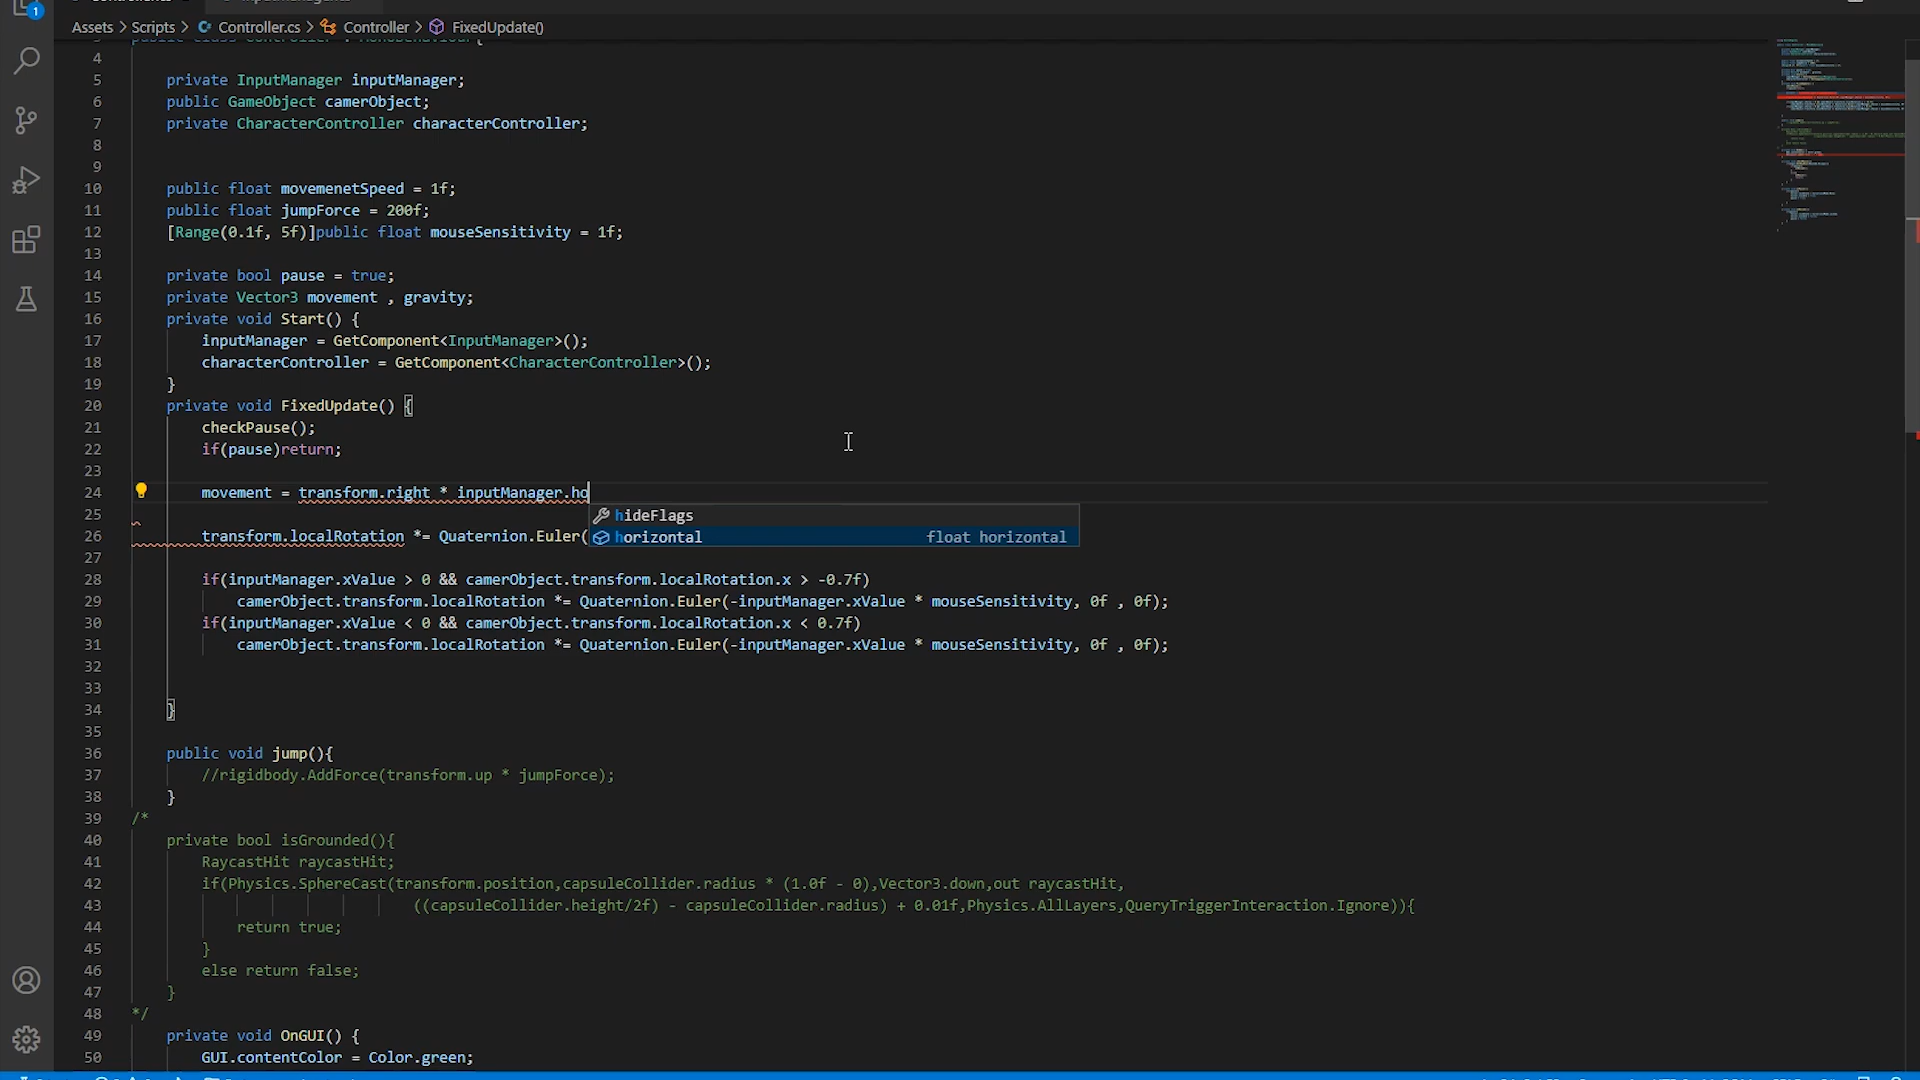 1
Assets > Scripts > Controller.cs > Controller > FixedUpdate()
4
5 private InputManager inputManager;
6 public GameObject camerObject;
7 private CharacterController characterController;
8
9
10 public float movemenetSpeed = 1f;
11 public float jumpForce = 200f;
12 [Range(0.1f, 5f)]public float mouseSensitivity = 1f;
13
14 private bool pause = true;
15 private Vector3 movement , gravity;
16 private void Start() {
17 inputManager = GetComponent<InputManager>();
18 characterController = GetComponent<CharacterController>();
19 }
20 private void FixedUpdate() {
21 checkPause();
22 if(pause)return;
23
24 movement = transform.right * inputManager.ho
25 hideFlags
26 transform.localRotation *= Quaternion.Euler( horizontal float horizontal
27
28 if(inputManager.xValue > 0 && camerObject.transform.localRotation.x > -0.7f)
29 camerObject.transform.localRotation *= Quaternion.Euler(-inputManager.xValue * mouseSensitivity, 0f , 0f);
30 if(inputManager.xValue < 0 && camerObject.transform.localRotation.x < 0.7f)
31 camerObject.transform.localRotation *= Quaternion.Euler(-inputManager.xValue * mouseSensitivity, 0f , 0f);
32
33
34 }
35
36 public void jump(){
37 //rigidbody.AddForce(transform.up * jumpForce);
38 }
39 /*
40 private bool isGrounded(){
41 RaycastHit raycastHit;
42 if(Physics.SphereCast(transform.position,capsuleCollider.radius * (1.0f - 0),Vector3.down,out raycastHit,
43 ((capsuleCollider.height/2f) - capsuleCollider.radius) + 0.01f,Physics.AllLayers,QueryTriggerInteraction.Ignore)){
44 return true;
45 }
46 else return false;
47 }
48 */
49 private void OnGUI() {
50 GUI.contentColor = Color.green;